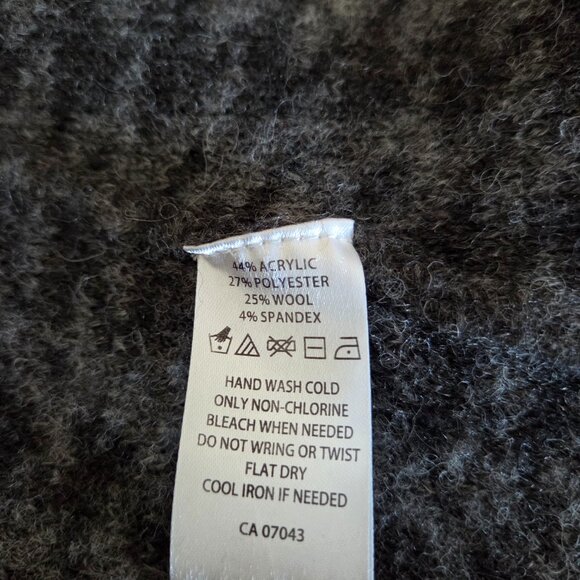 44% ACRYLIC
27% POLYESTER
25% WOOL
4% SPANDEX
HAND WASH COLD
ONLY NON-CHLORINE
BLEACH WHEN NEEDED
DO NOT WRING OR TWIST
FLAT DRY
COOL IRON IF NEEDED
CA 07043